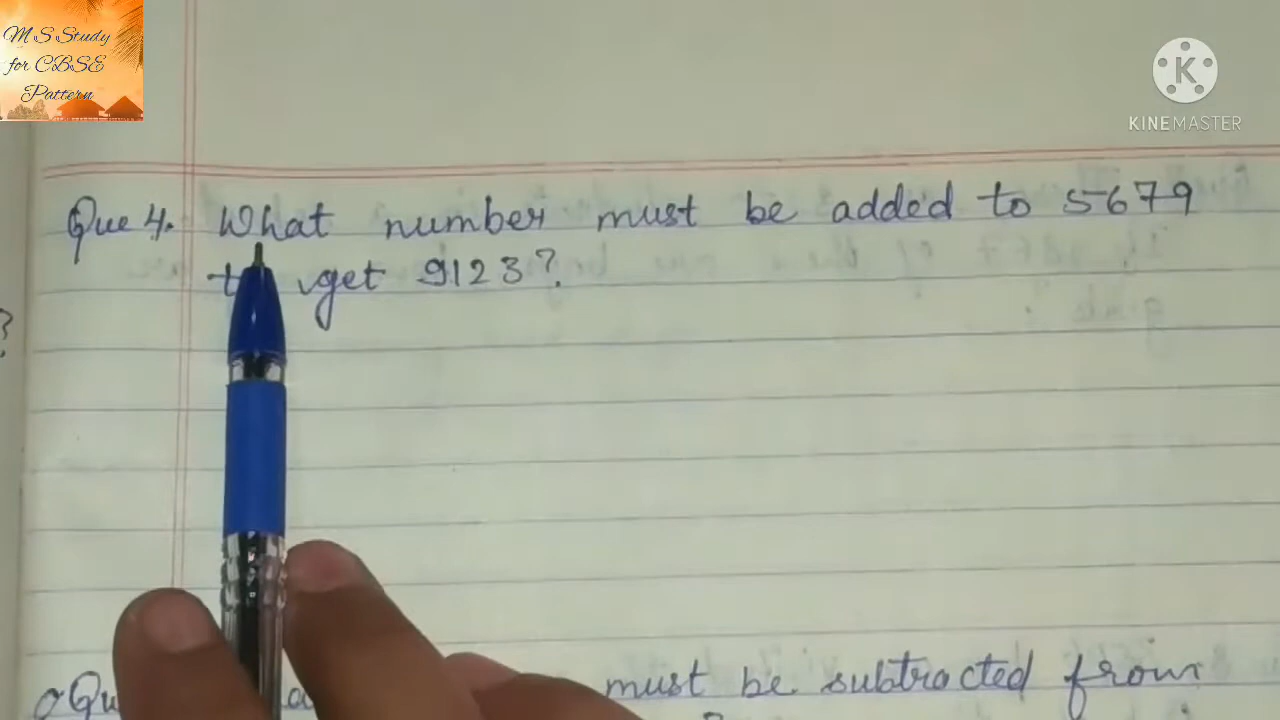 M S Study
for CBSE
Pattern
K
KINEMASTER
Que 4. What number must be added to 5679
get 9123?
?
must be subtracted from
?